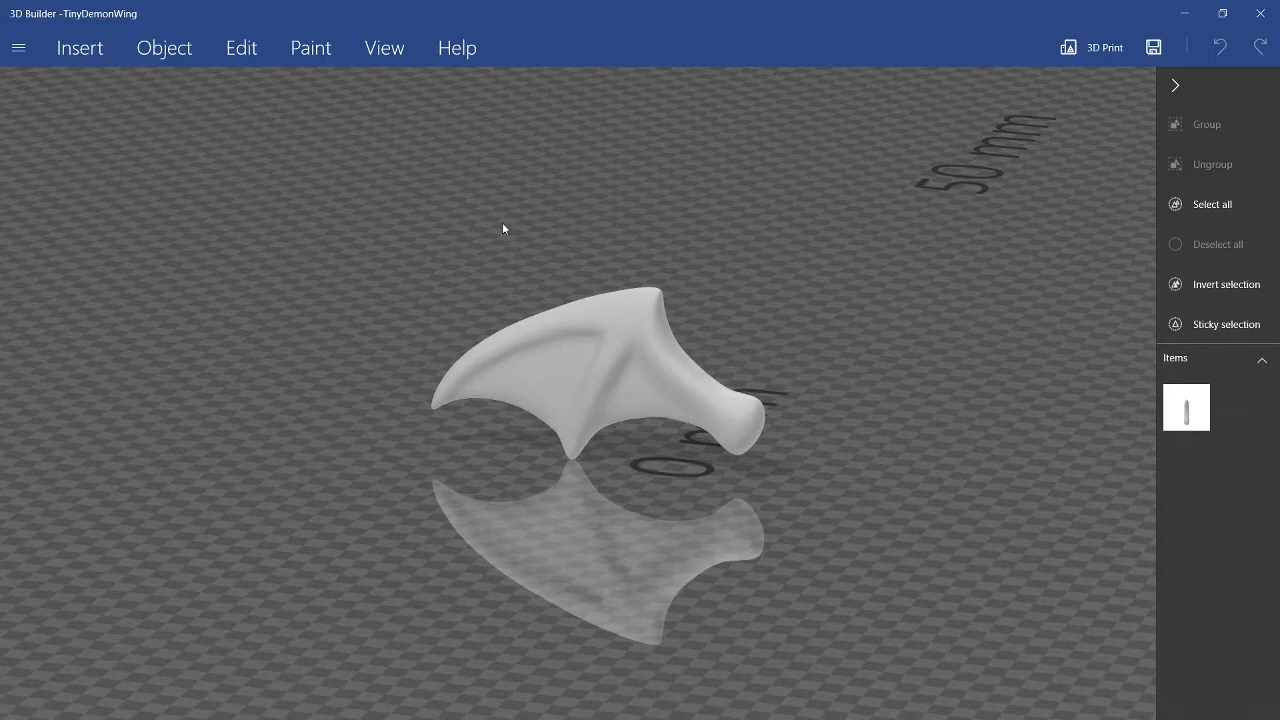 3D Builder -TinyDemonWing
Insert Object Edit Paint View Help 3D Print
50 mm
Group
Ungroup
Select all
Deselect all
Invert selection
Sticky selection
Items
0